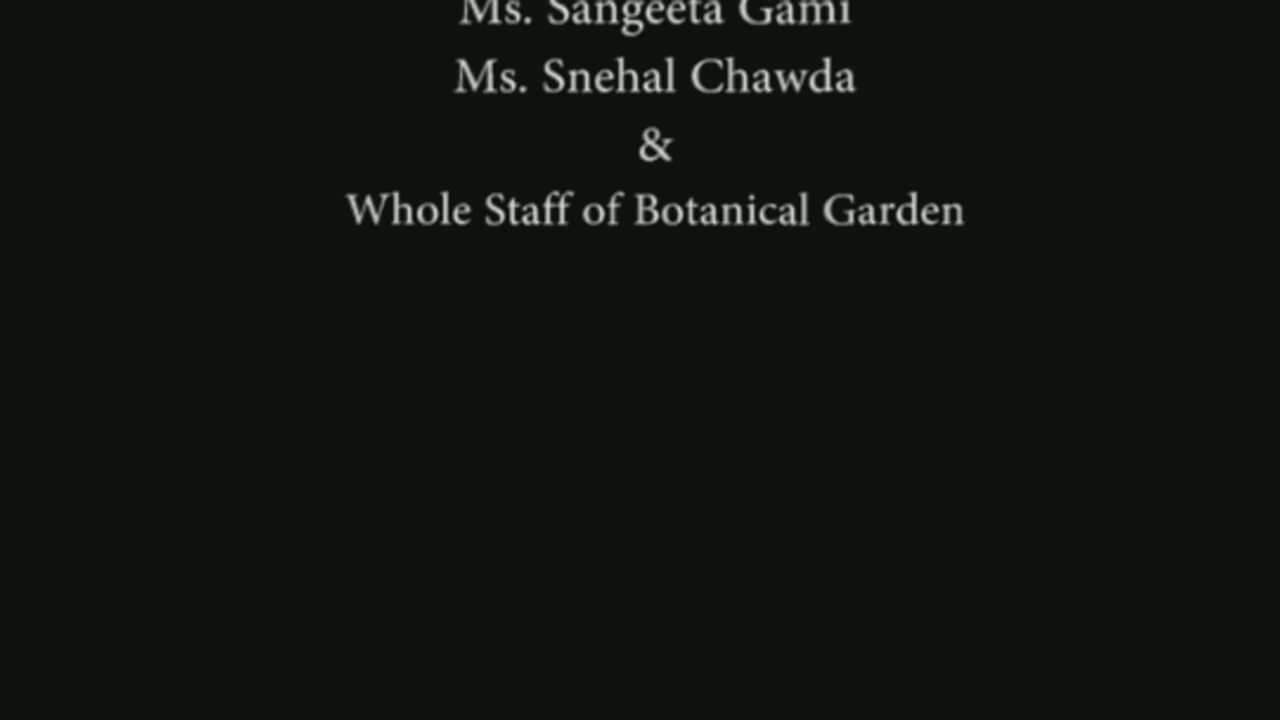 Ms. Sangeeta Gami
Ms. Snehal Chawda
&
Whole Staff of Botanical Garden